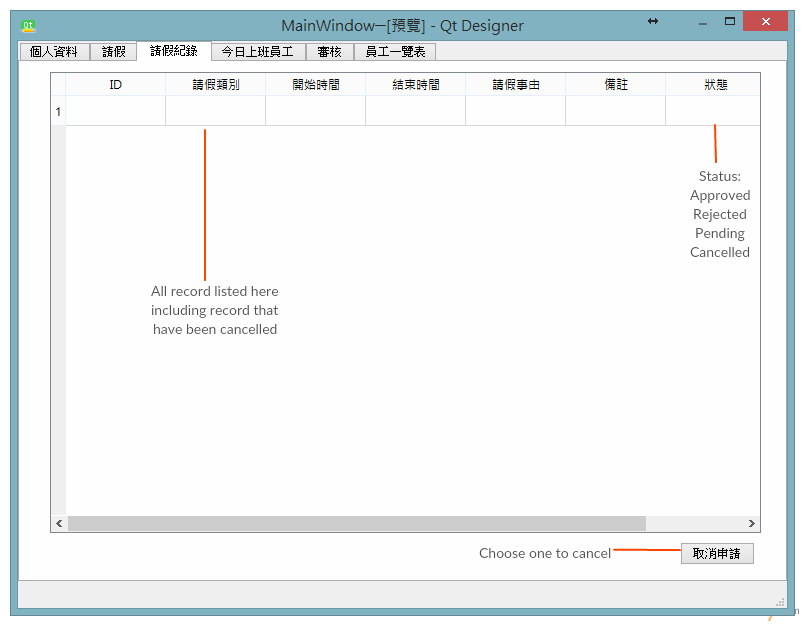 MainWindow—[預覽] - Qt Designer
個人資料 請假 請假紀錄 今日上班員工 審核 員工一覽表
ID 請假類別 開始時間 結束時間 請假事由 備註 狀態
1
Status:
Approved
Rejected
Pending
Cancelled
All record listed here
including record that
have been cancelled
Choose one to cancel
取消申請